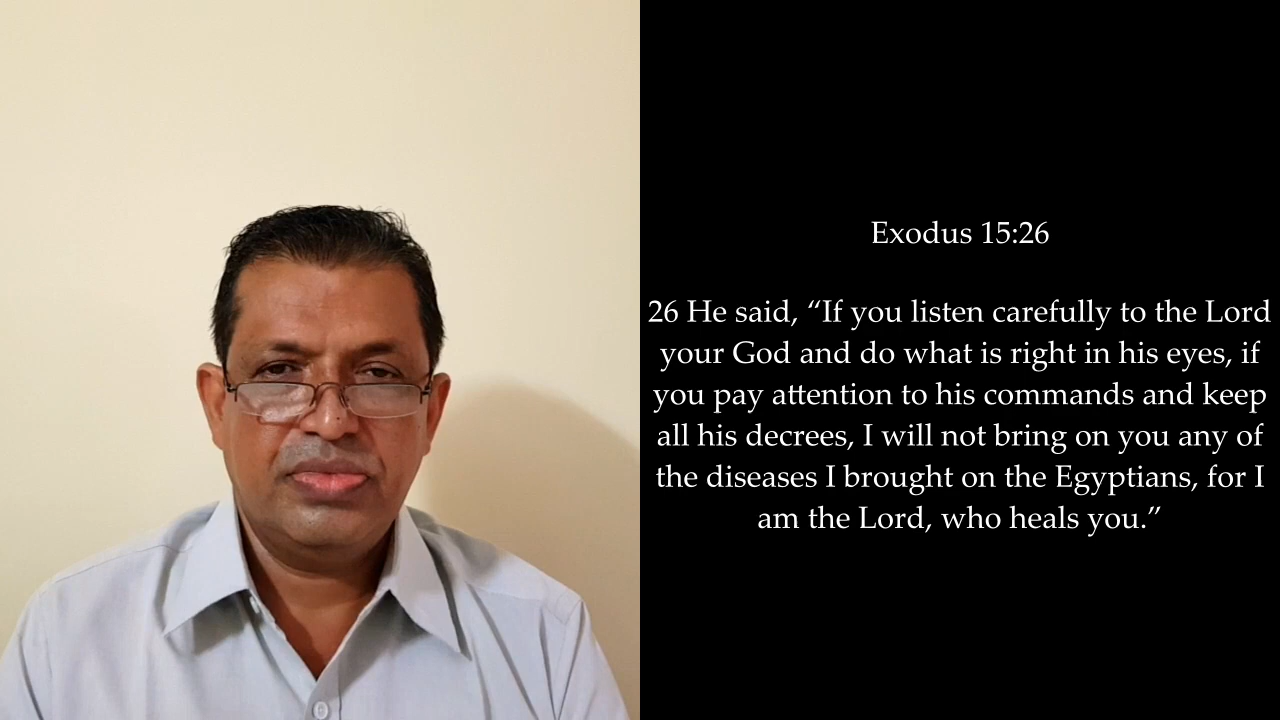 Exodus 15:26
26 He said, “If you listen carefully to the Lord
your God and do what is right in his eyes, if
you pay attention to his commands and keep
all his decrees, I will not bring on you any of
the diseases I brought on the Egyptians, for I
am the Lord, who heals you.”